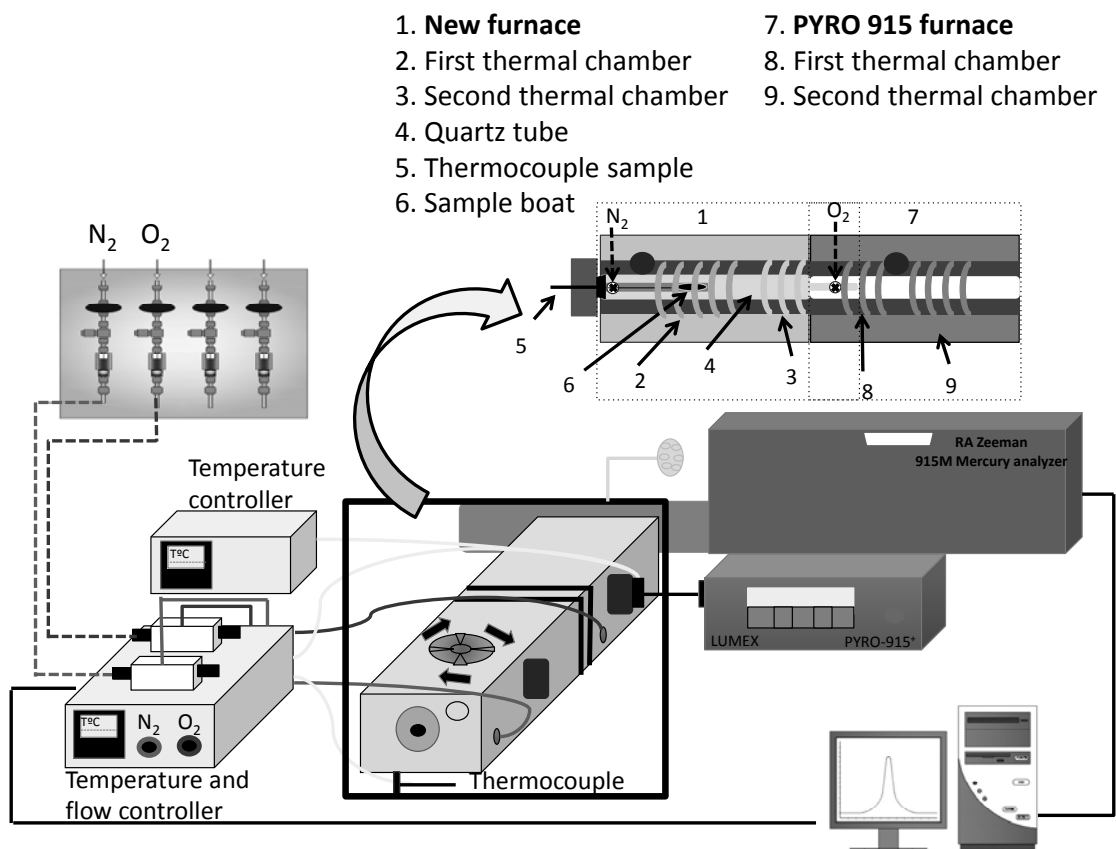 1. New furnace
2. First thermal chamber
3. Second thermal chamber
4. Quartz tube
5. Thermocouple sample
6. Sample boat
7. PYRO 915 furnace
8. First thermal chamber
9. Second thermal chamber
N₂
1
O₂
7
5
6
2
4
3
8
9
N₂ O₂
RA Zeeman
915M Mercury analyzer
Temperature
controller
TºC
LUMEX PYRO-915⁺
TºC
N₂ O₂
Thermocouple
Temperature and
flow controller